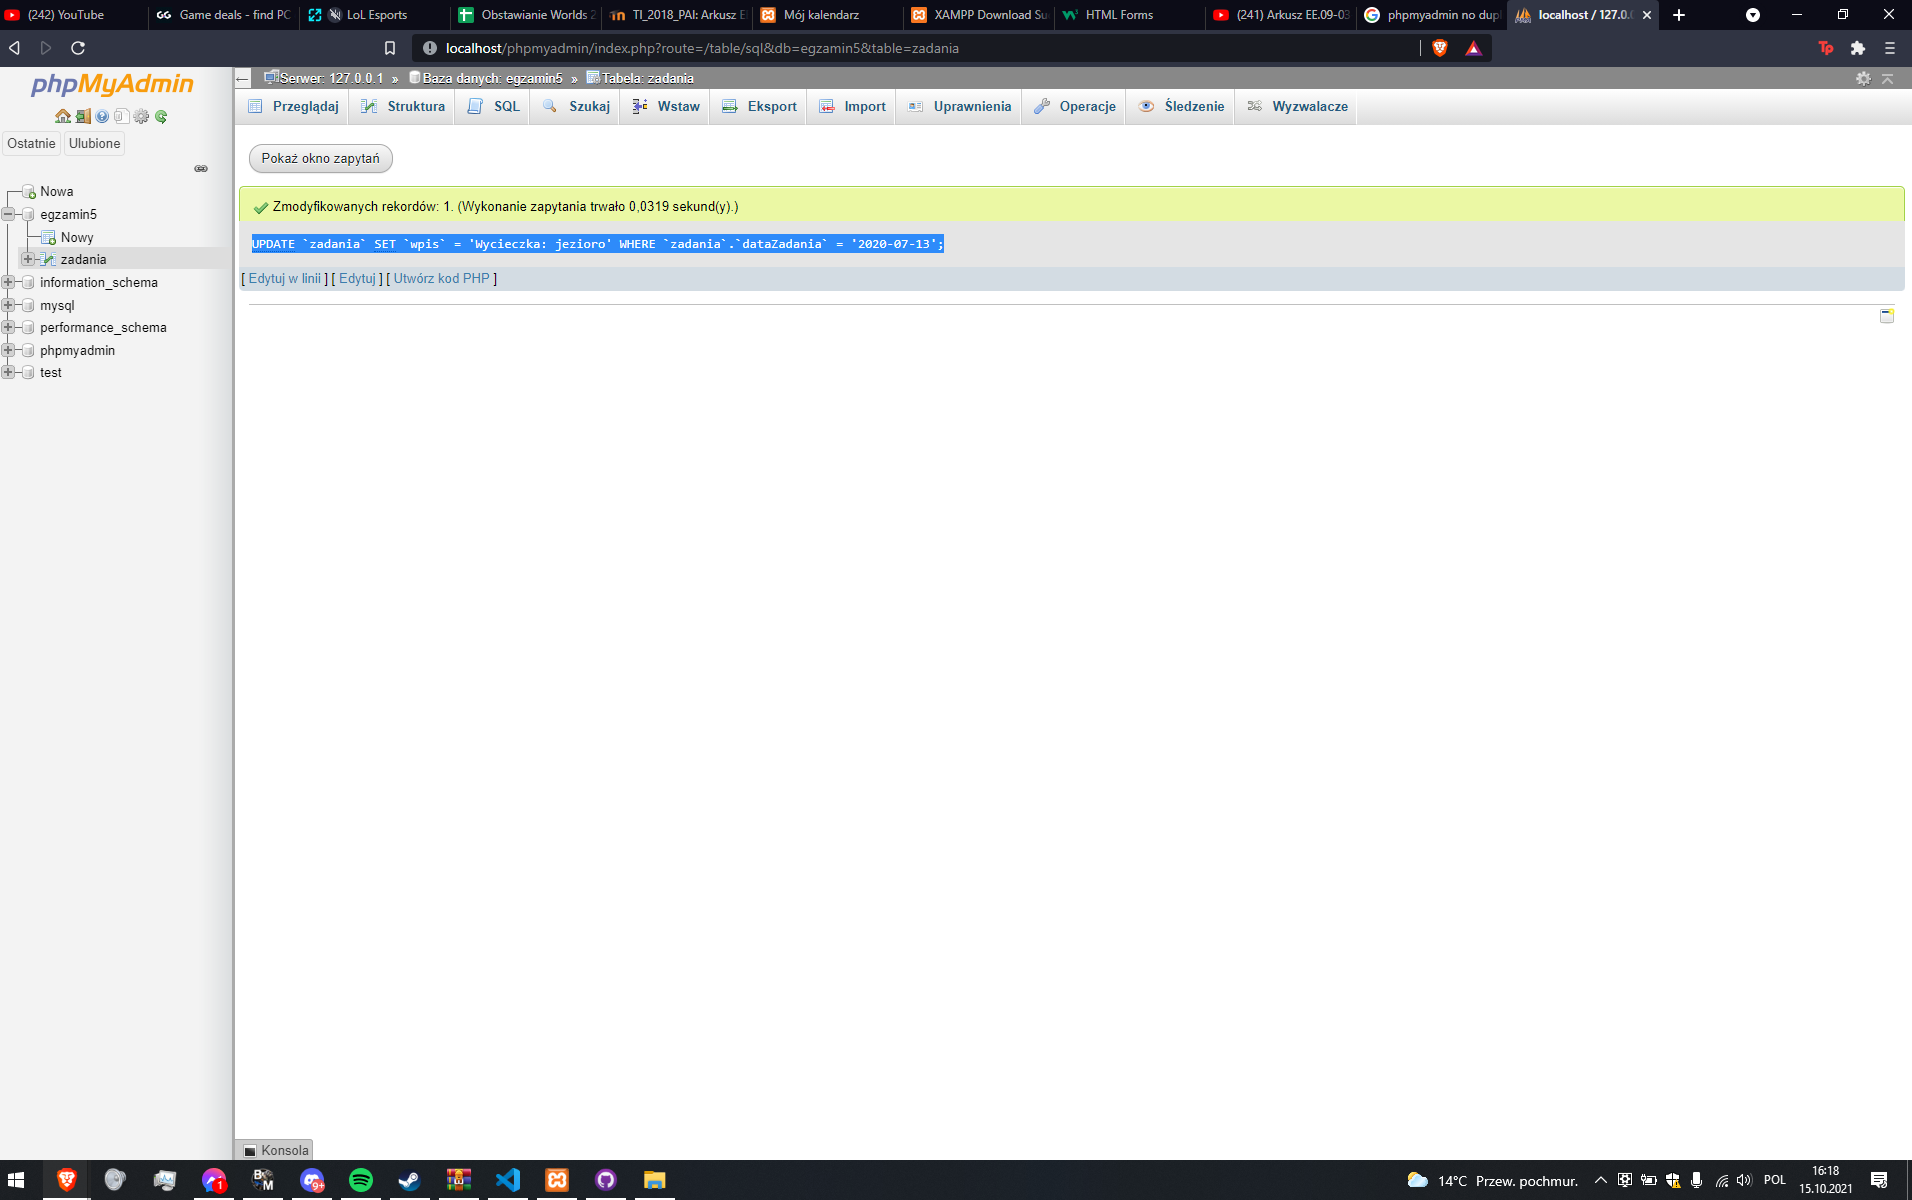 (242) YouTube
Game deals - find PC
LoL Esports
Obstawianie Worlds 2
TI_2018_PAI: Arkusz E
Mój kalendarz
XAMPP Download Su
HTML Forms
(241) Arkusz EE.09-03
phpmyadmin no dupl
localhost / 127.0.0
localhost/phpmyadmin/index.php?route=/table/sql&db=egzamin5&table=zadania
Tp
phpMyAdmin
Ostatnie
Ulubione
Nowa
egzamin5
Nowy
zadania
information_schema
mysql
performance_schema
phpmyadmin
test
Serwer: 127.0.0.1 » Baza danych: egzamin5 » Tabela: zadania
Przeglądaj
Struktura
SQL
Szukaj
Wstaw
Eksport
Import
Uprawnienia
Operacje
Śledzenie
Wyzwalacze
Pokaż okno zapytań
Zmodyfikowanych rekordów: 1. (Wykonanie zapytania trwało 0,0319 sekund(y).)
UPDATE `zadania` SET `wpis` = 'Wycieczka: jezioro' WHERE `zadania`.`dataZadania` = '2020-07-13';
[ Edytuj w linii ] [ Edytuj ] [ Utwórz kod PHP ]
Konsola
1
9+
14°C Przew. pochmur.
POL
16:18
15.10.2021